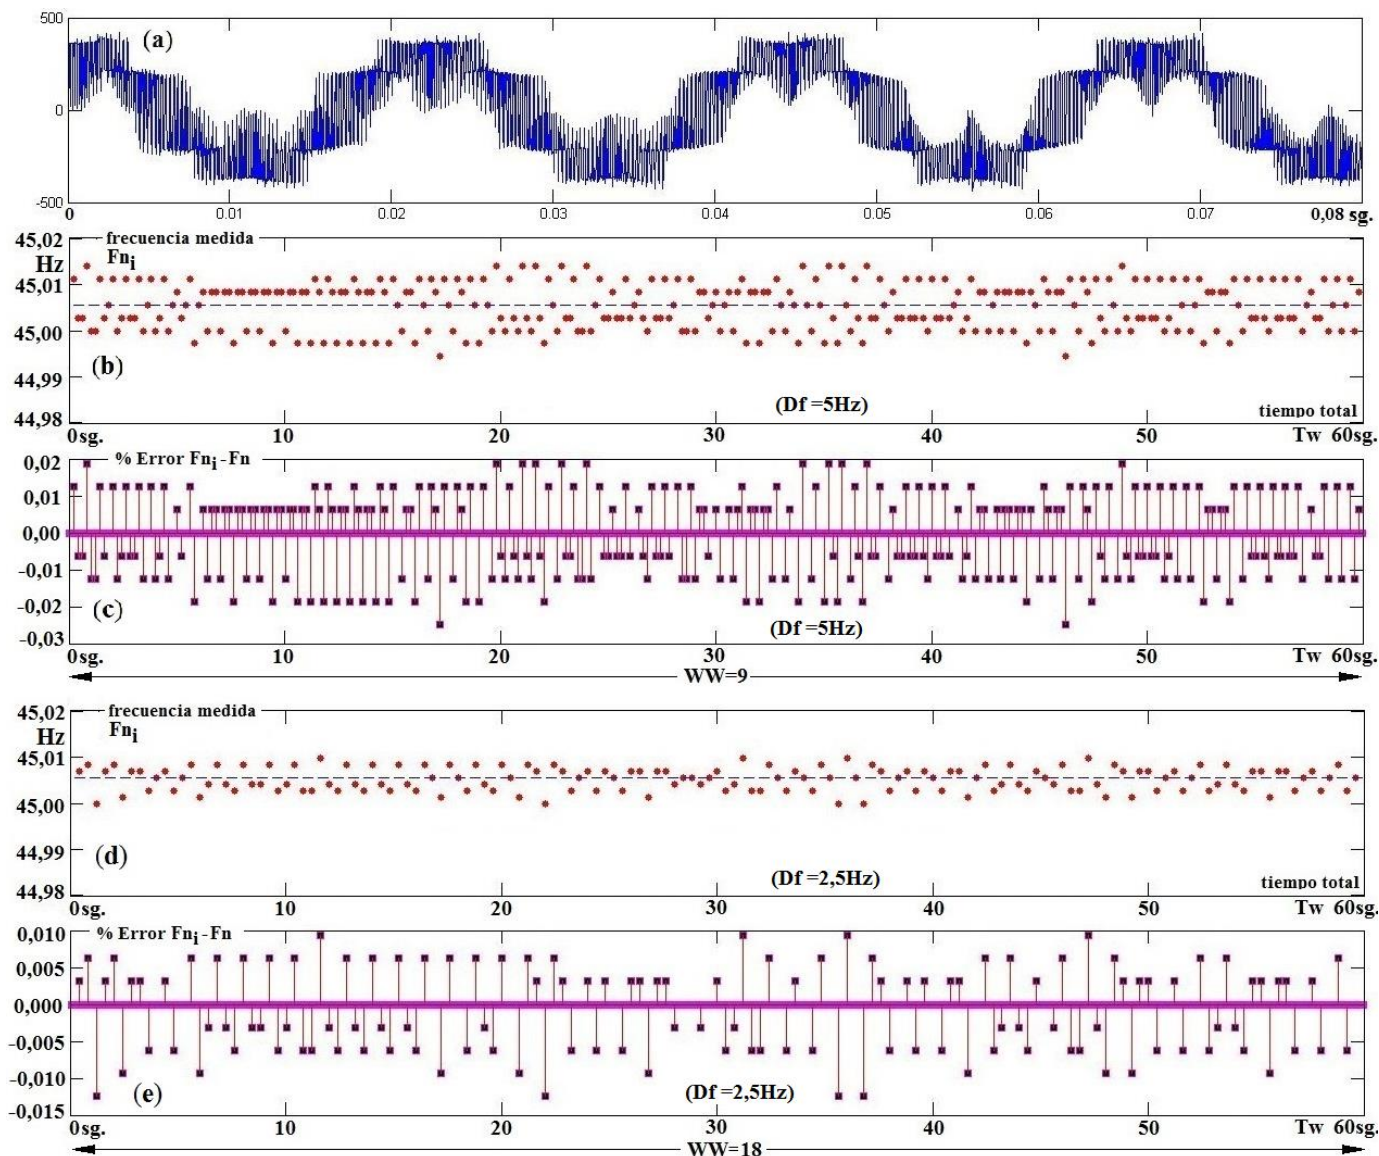 500
(a)
0
-500
0 0.01 0.02 0.03 0.04 0.05 0.06 0.07 0,08 sg.
45,02
Hz
frecuencia medida
Fni
45,01
45,00
44,99
(b)
44,98
(Df =5Hz)
tiempo total
0sg. 10 20 30 40 50 Tw 60sg.
0,02
% Error Fni - Fn
0,01
0,00
-0,01
-0,02
(c)
-0,03
(Df =5Hz)
0sg. 10 20 30 40 50 Tw 60sg.
WW=9
45,02
Hz
frecuencia medida
Fni
45,01
45,00
44,99
(d)
44,98
(Df =2,5Hz)
tiempo total
0sg. 10 20 30 40 50 Tw 60sg.
0,010
% Error Fni - Fn
0,005
0,000
-0,005
-0,010
(e)
-0,015
(Df =2,5Hz)
0sg. 10 20 30 40 50 Tw 60sg.
WW=18